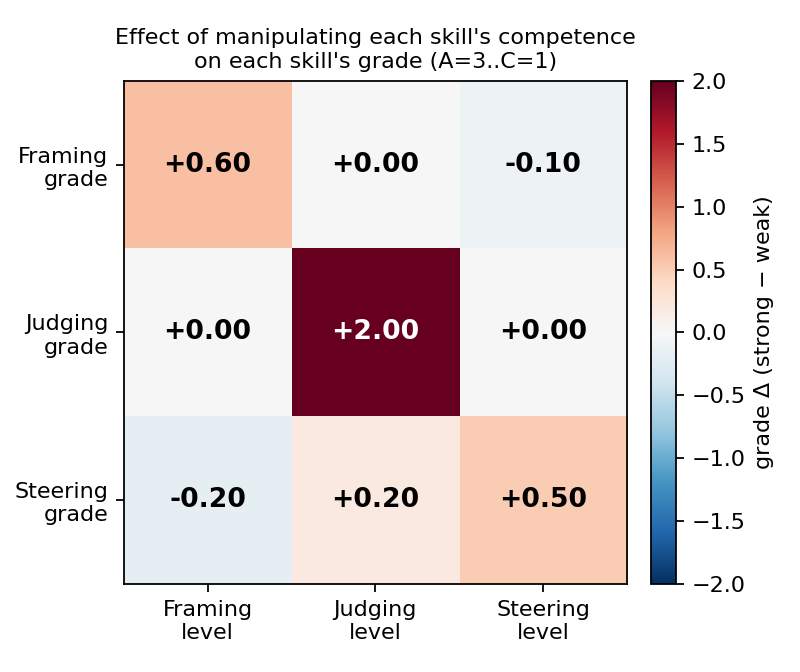 Effect of manipulating each skill's competence
on each skill's grade (A=3..C=1)
Framing
grade
+0.60
+0.00
-0.10
Judging
grade
+0.00
+2.00
+0.00
Steering
grade
-0.20
+0.20
+0.50
Framing
level
Judging
level
Steering
level
2.0
1.5
1.0
0.5
0.0
−0.5
−1.0
−1.5
−2.0
grade Δ (strong − weak)